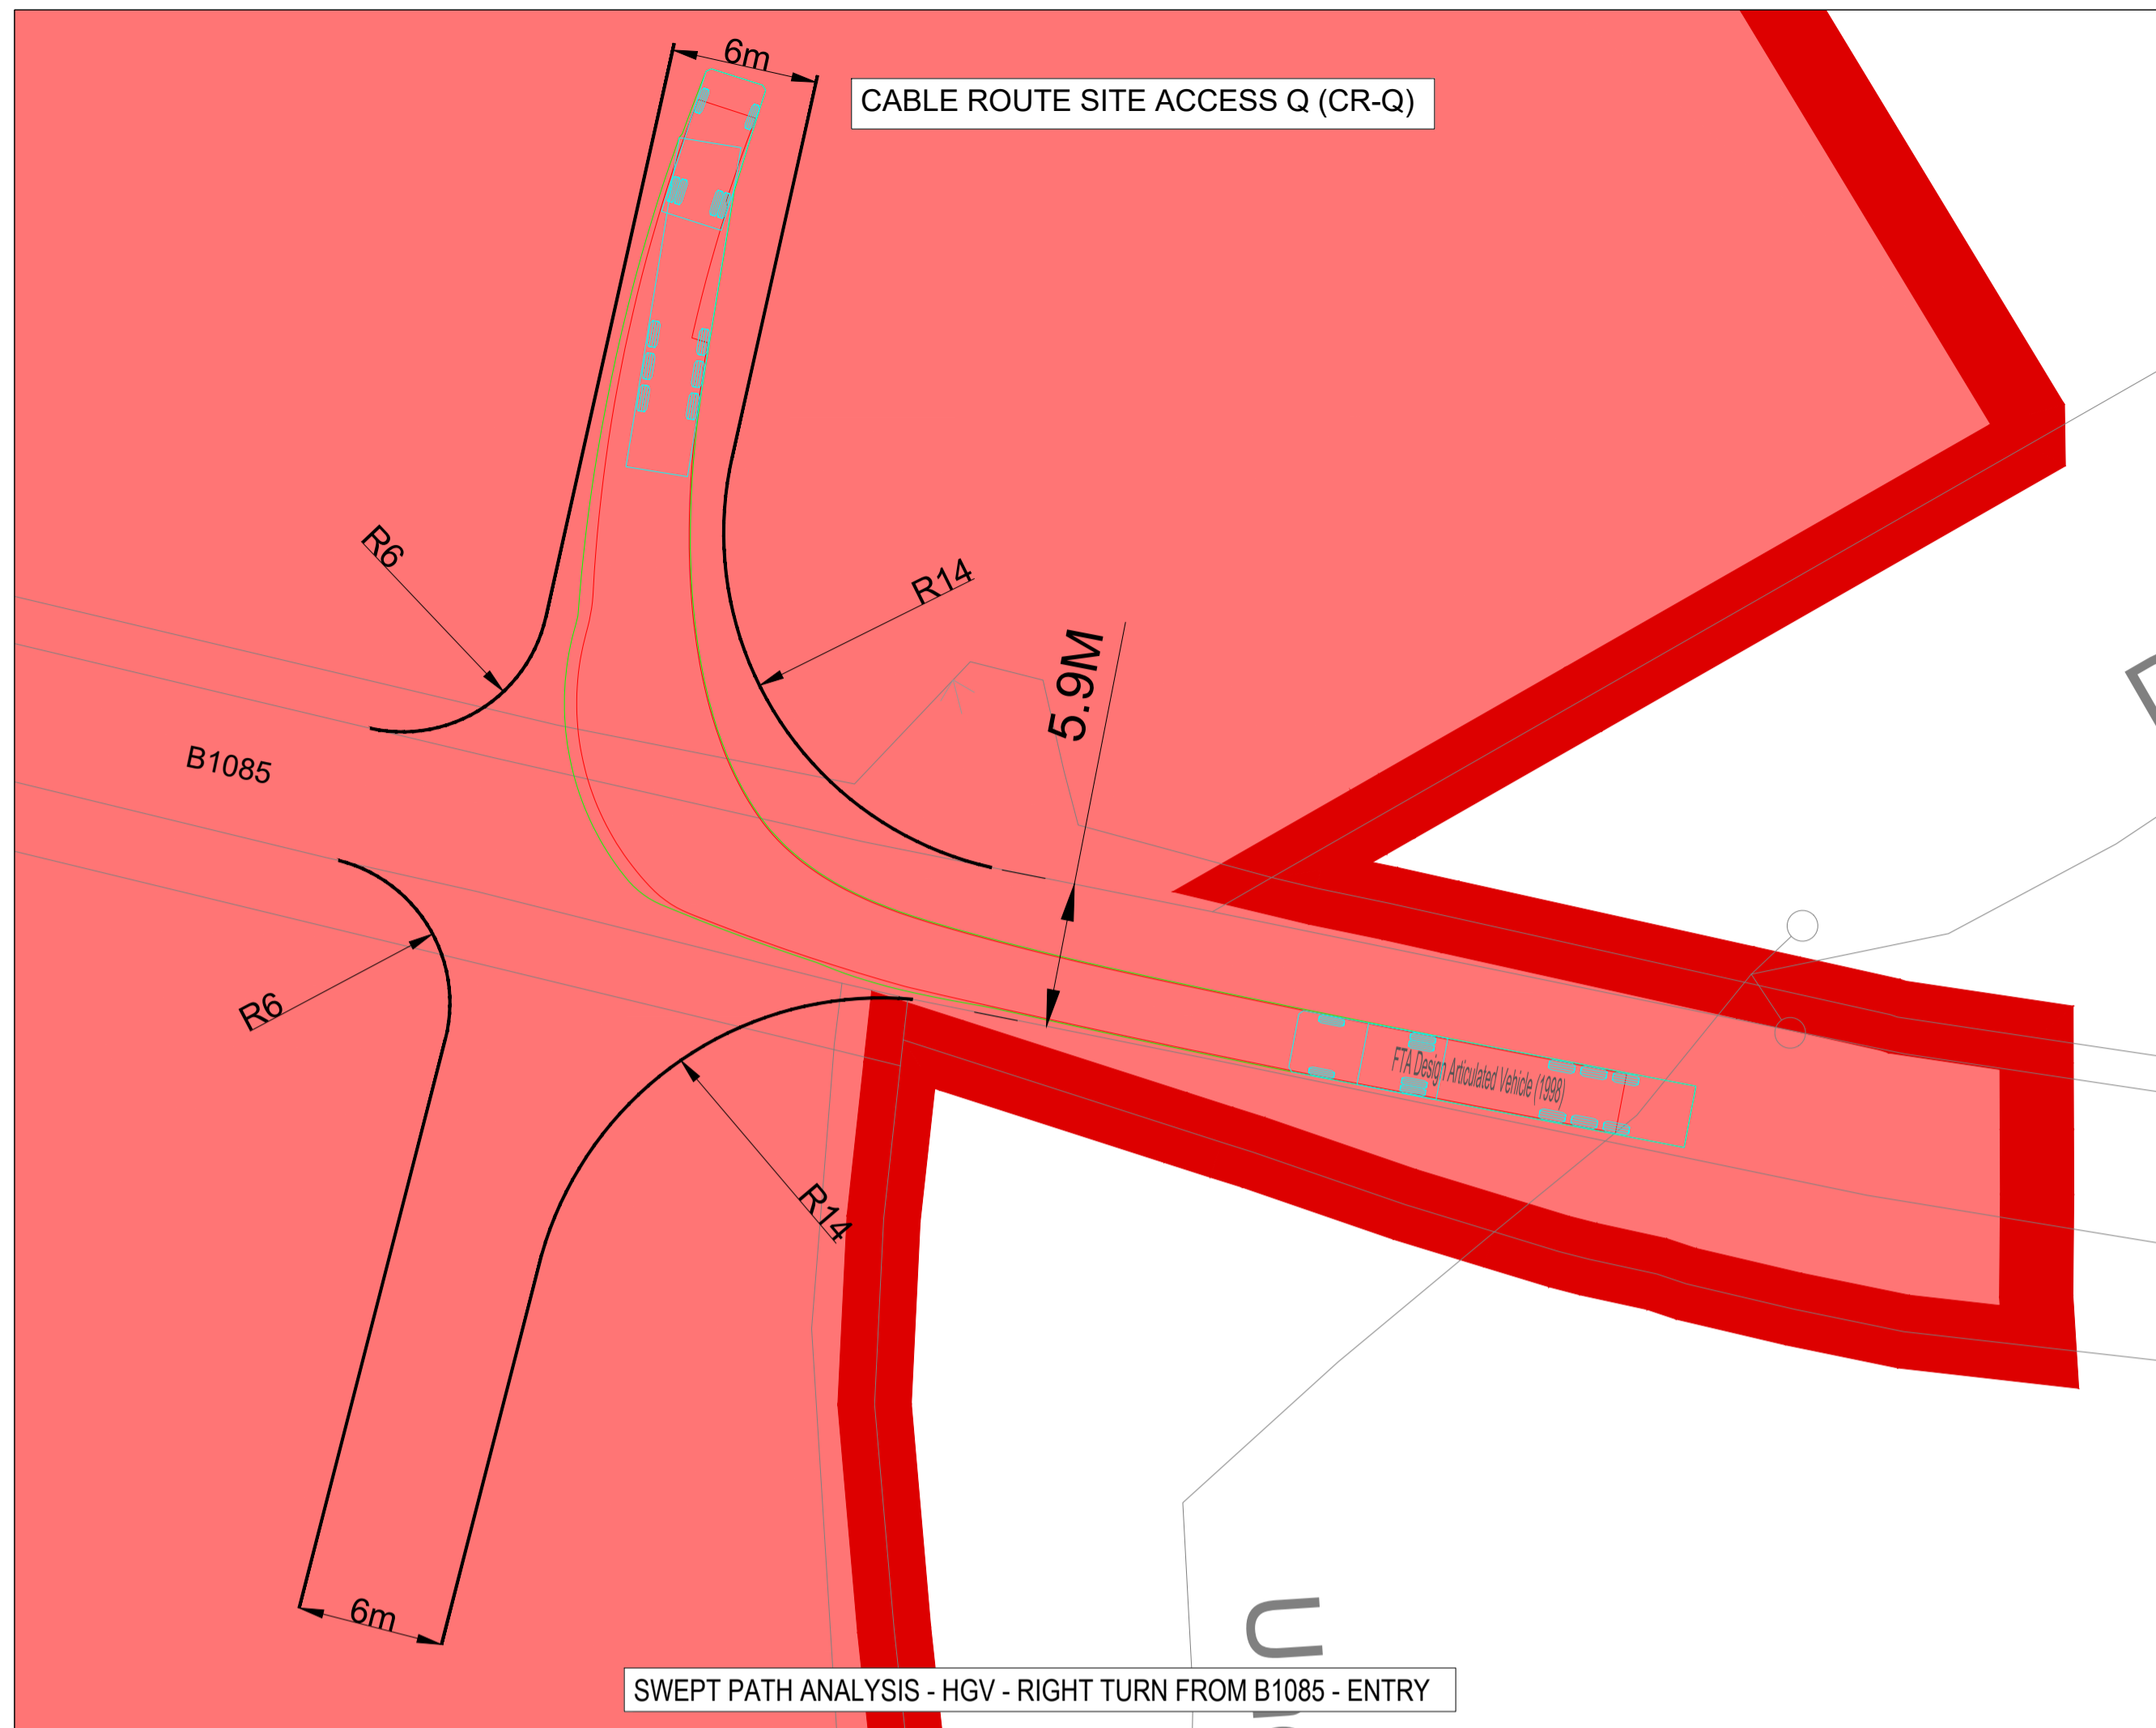 6m
CABLE ROUTE SITE ACCESS Q (CR-Q)
R6
R14
5.9M
B1085
R6
FTA Design Articulated Vehicle (1998)
R14
6m
U
SWEPT PATH ANALYSIS - HGV - RIGHT TURN FROM B1085 - ENTRY